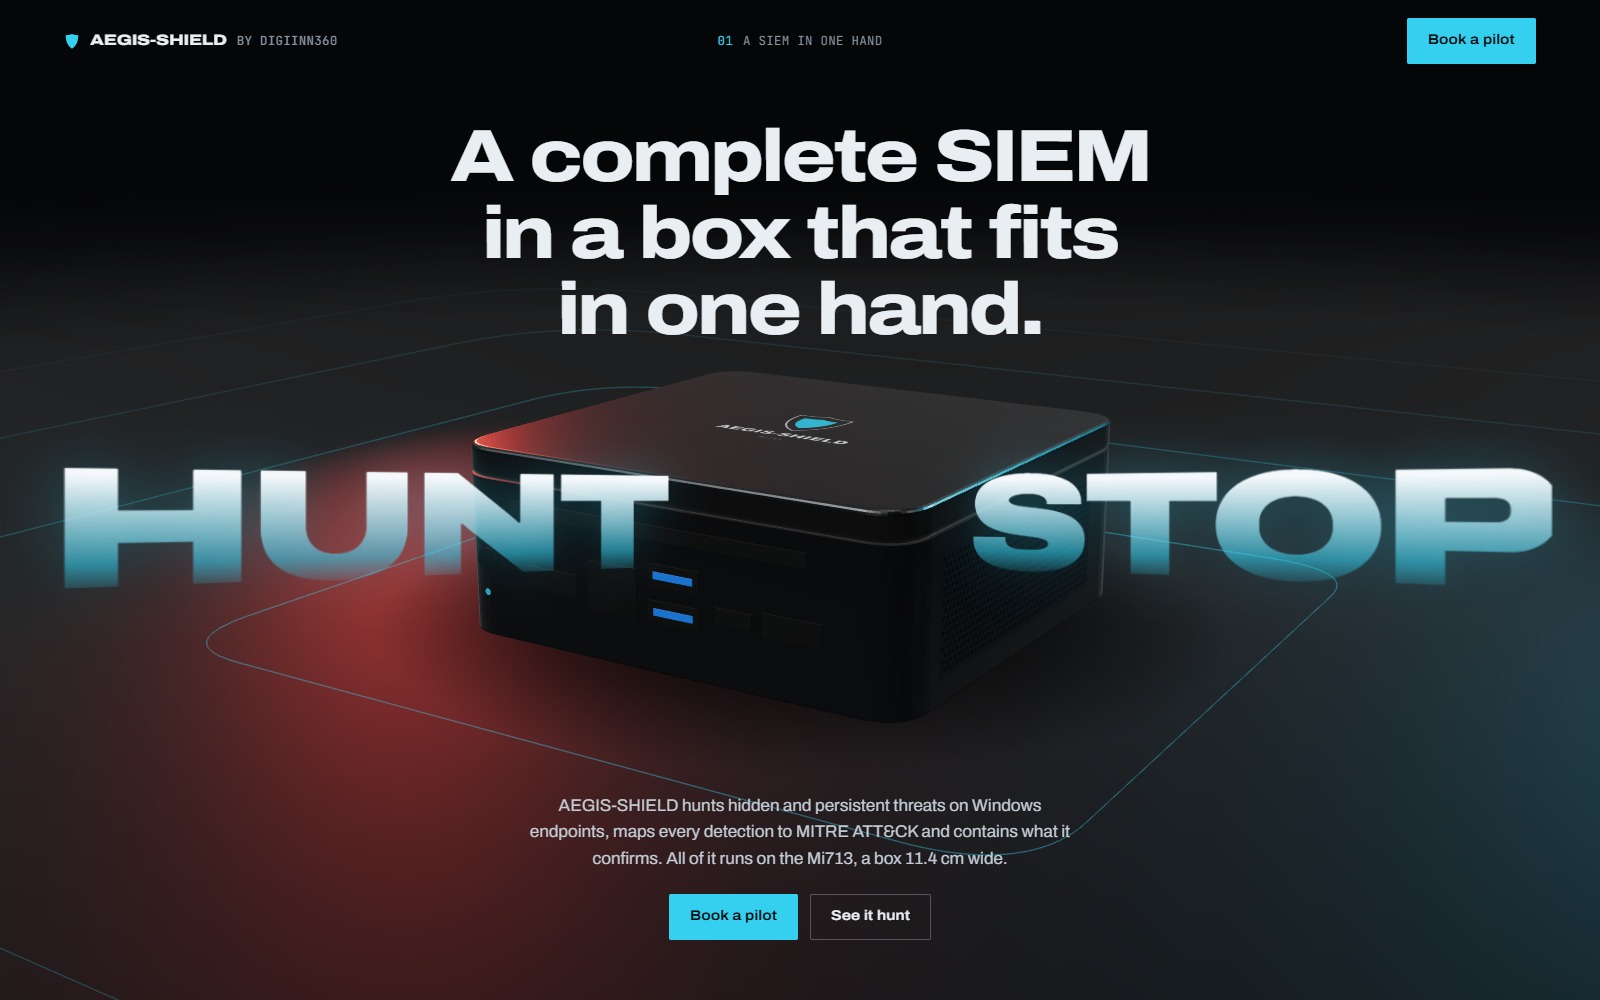 AEGIS-SHIELD BY DIGIINN360
01 A SIEM IN ONE HAND
Book a pilot
A complete SIEM
in a box that fits
in one hand.
AEGIS-SHIELD
HUNT STOP
AEGIS-SHIELD hunts hidden and persistent threats on Windows
endpoints, maps every detection to MITRE ATT&CK and contains what it
confirms. All of it runs on the Mi713, a box 11.4 cm wide.
Book a pilot
See it hunt